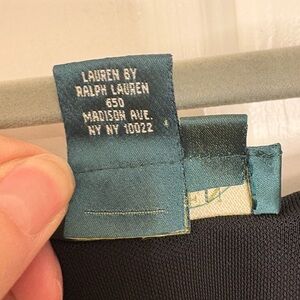 LAUREN BY
RALPH LAUREN
650
MADISON AVE.
NY NY 10022